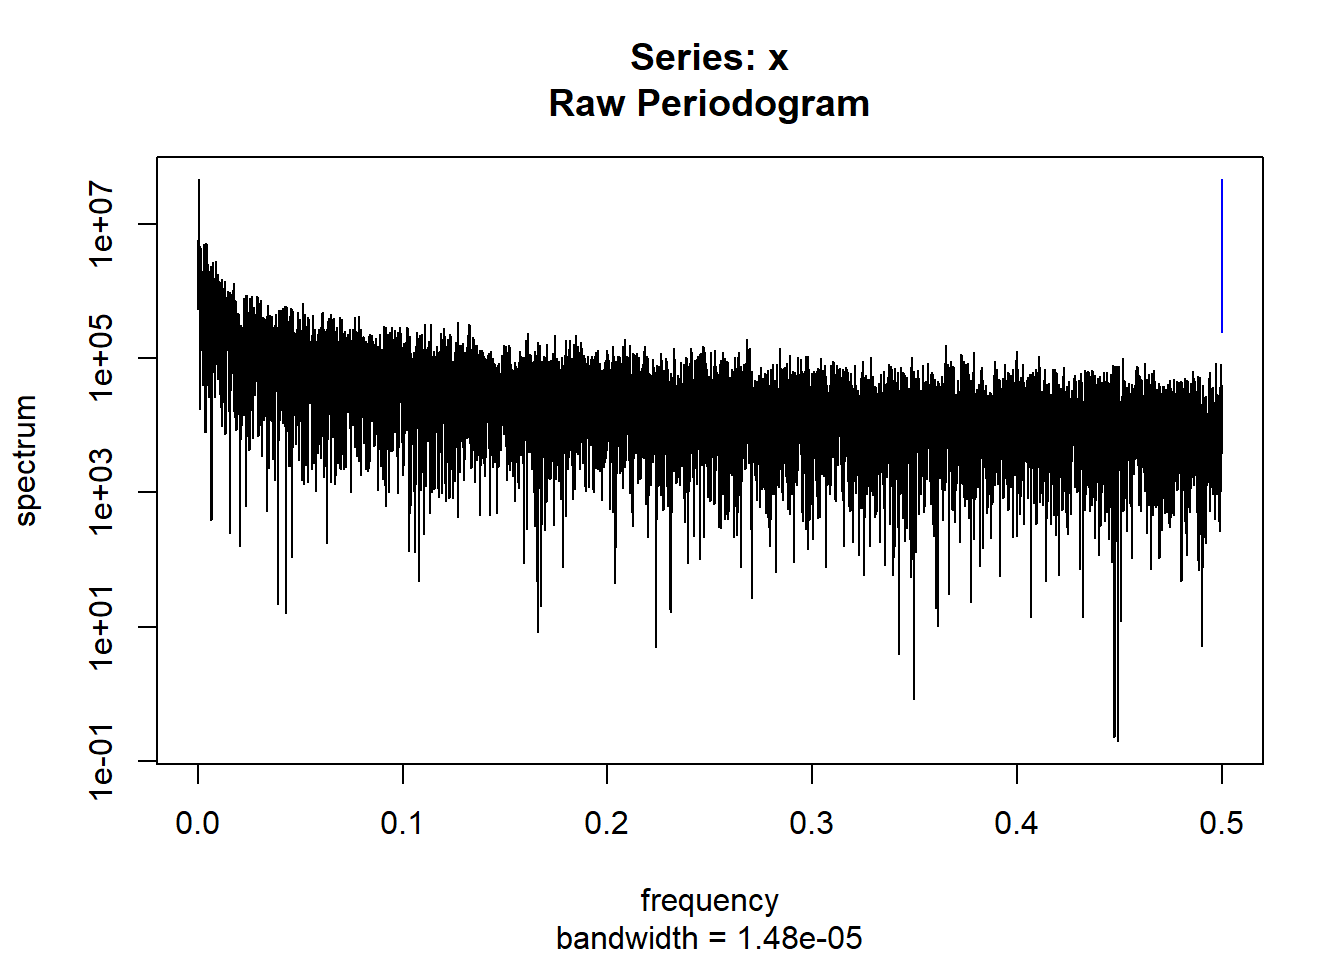 Series: x
Raw Periodogram
spectrum
1e+07
1e+05
1e+03
1e+01
1e-01
0.0 0.1 0.2 0.3 0.4 0.5
frequency
bandwidth = 1.48e-05